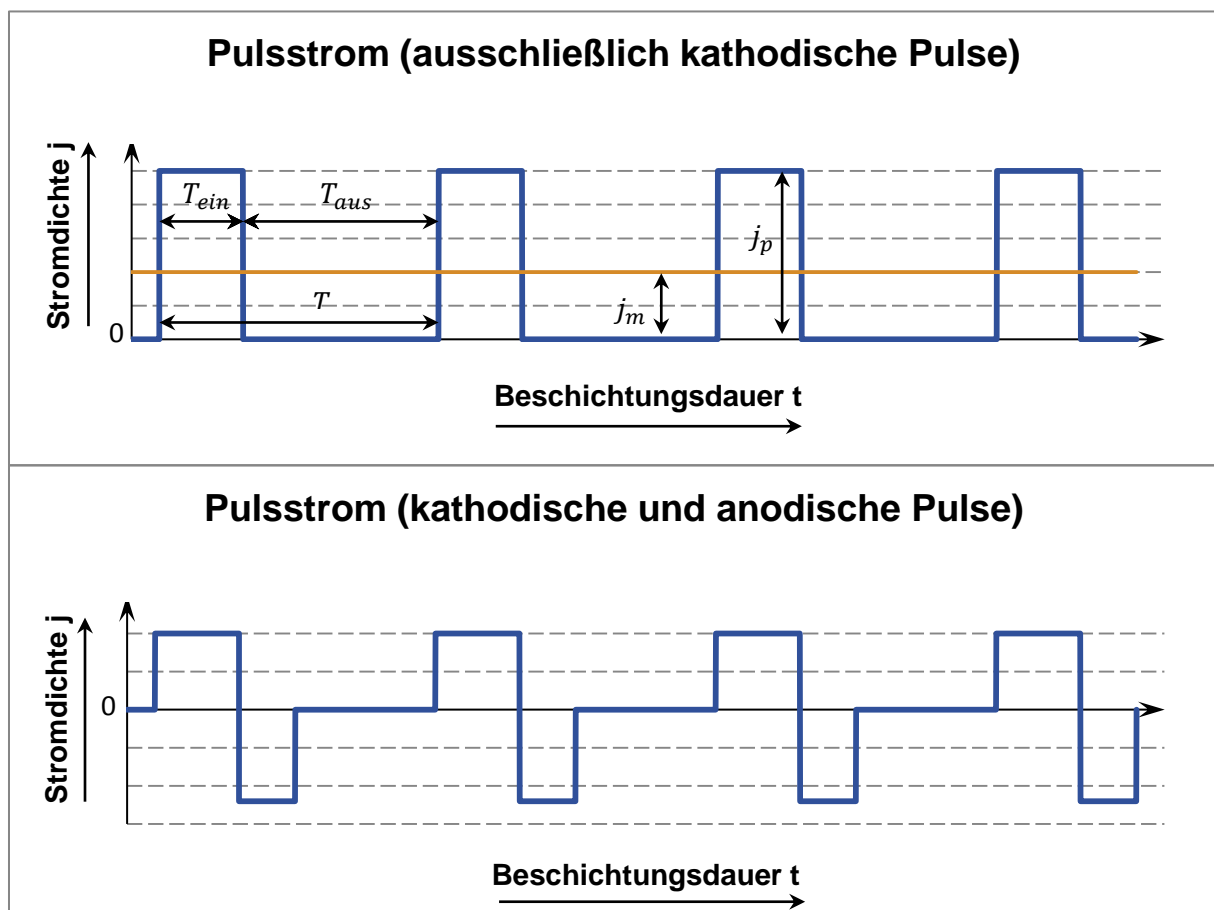 Pulsstrom (ausschließlich kathodische Pulse)
Stromdichte j
T_ein
T_aus
j_p
T
j_m
0
Beschichtungsdauer t
Pulsstrom (kathodische und anodische Pulse)
Stromdichte j
0
Beschichtungsdauer t